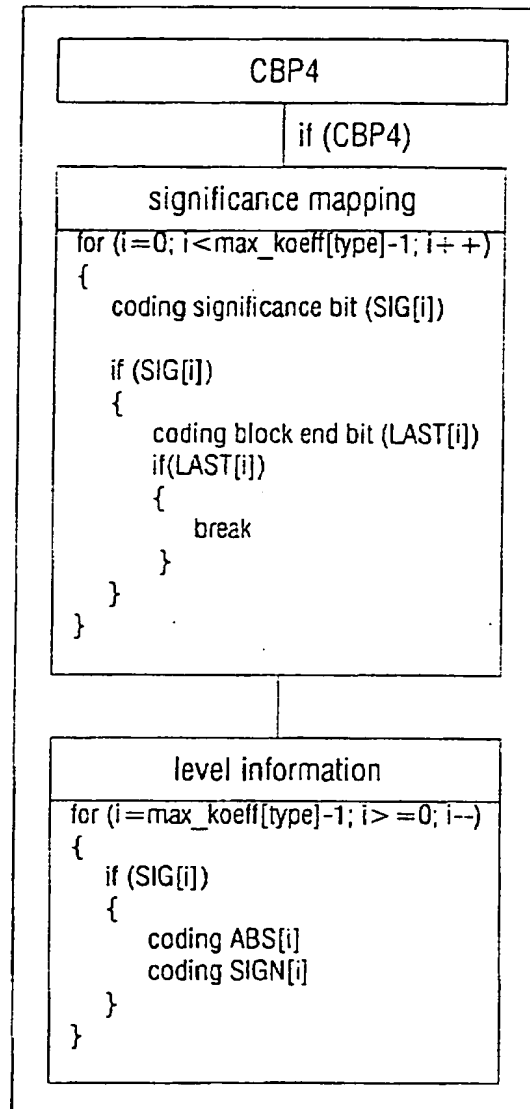 CBP4
if (CBP4)
significance mapping
for (i=0; i<max_koeff[type]-1; i++)
{
coding significance bit (SIG[i])
if (SIG[i])
{
coding block end bit (LAST[i])
if(LAST[i])
{
break
}
}
}
level information
for (i=max_koeff[type]-1; i>=0; i--)
{
if (SIG[i])
{
coding ABS[i]
coding SIGN[i]
}
}